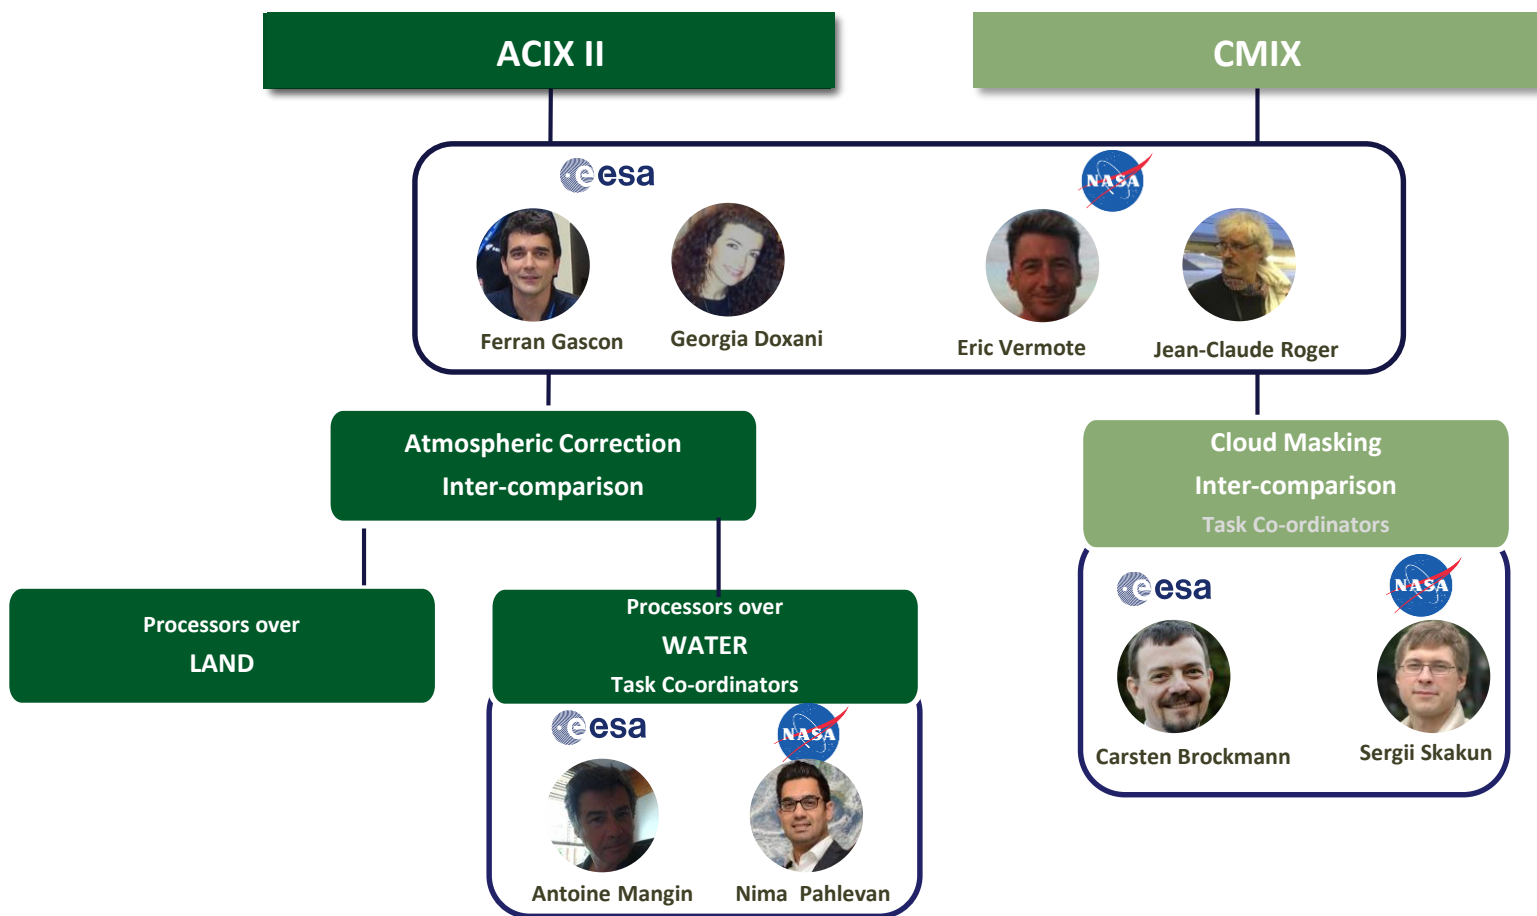 ACIX II
CMIX
esa
NASA
Ferran Gascon
Georgia Doxani
Eric Vermote
Jean-Claude Roger
Atmospheric Correction
Inter-comparison
Cloud Masking
Inter-comparison
Task Co-ordinators
Processors over
LAND
Processors over
WATER
Task Co-ordinators
esa
NASA
Carsten Brockmann
Sergii Skakun
esa
NASA
Antoine Mangin
Nima Pahlevan